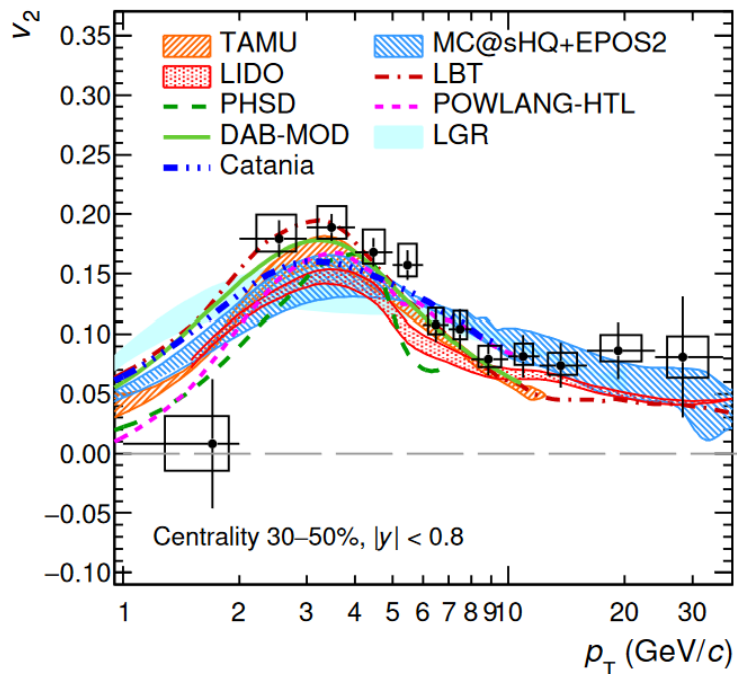 v2
0.35
0.30
0.25
0.20
0.15
0.10
0.05
0.00
−0.05
−0.10
TAMU
MC@sHQ+EPOS2
LIDO
LBT
PHSD
POWLANG-HTL
DAB-MOD
LGR
Catania
Centrality 30–50%, |y| < 0.8
1 2 3 4 5 6 7 8 9 10 20 30
pT (GeV/c)